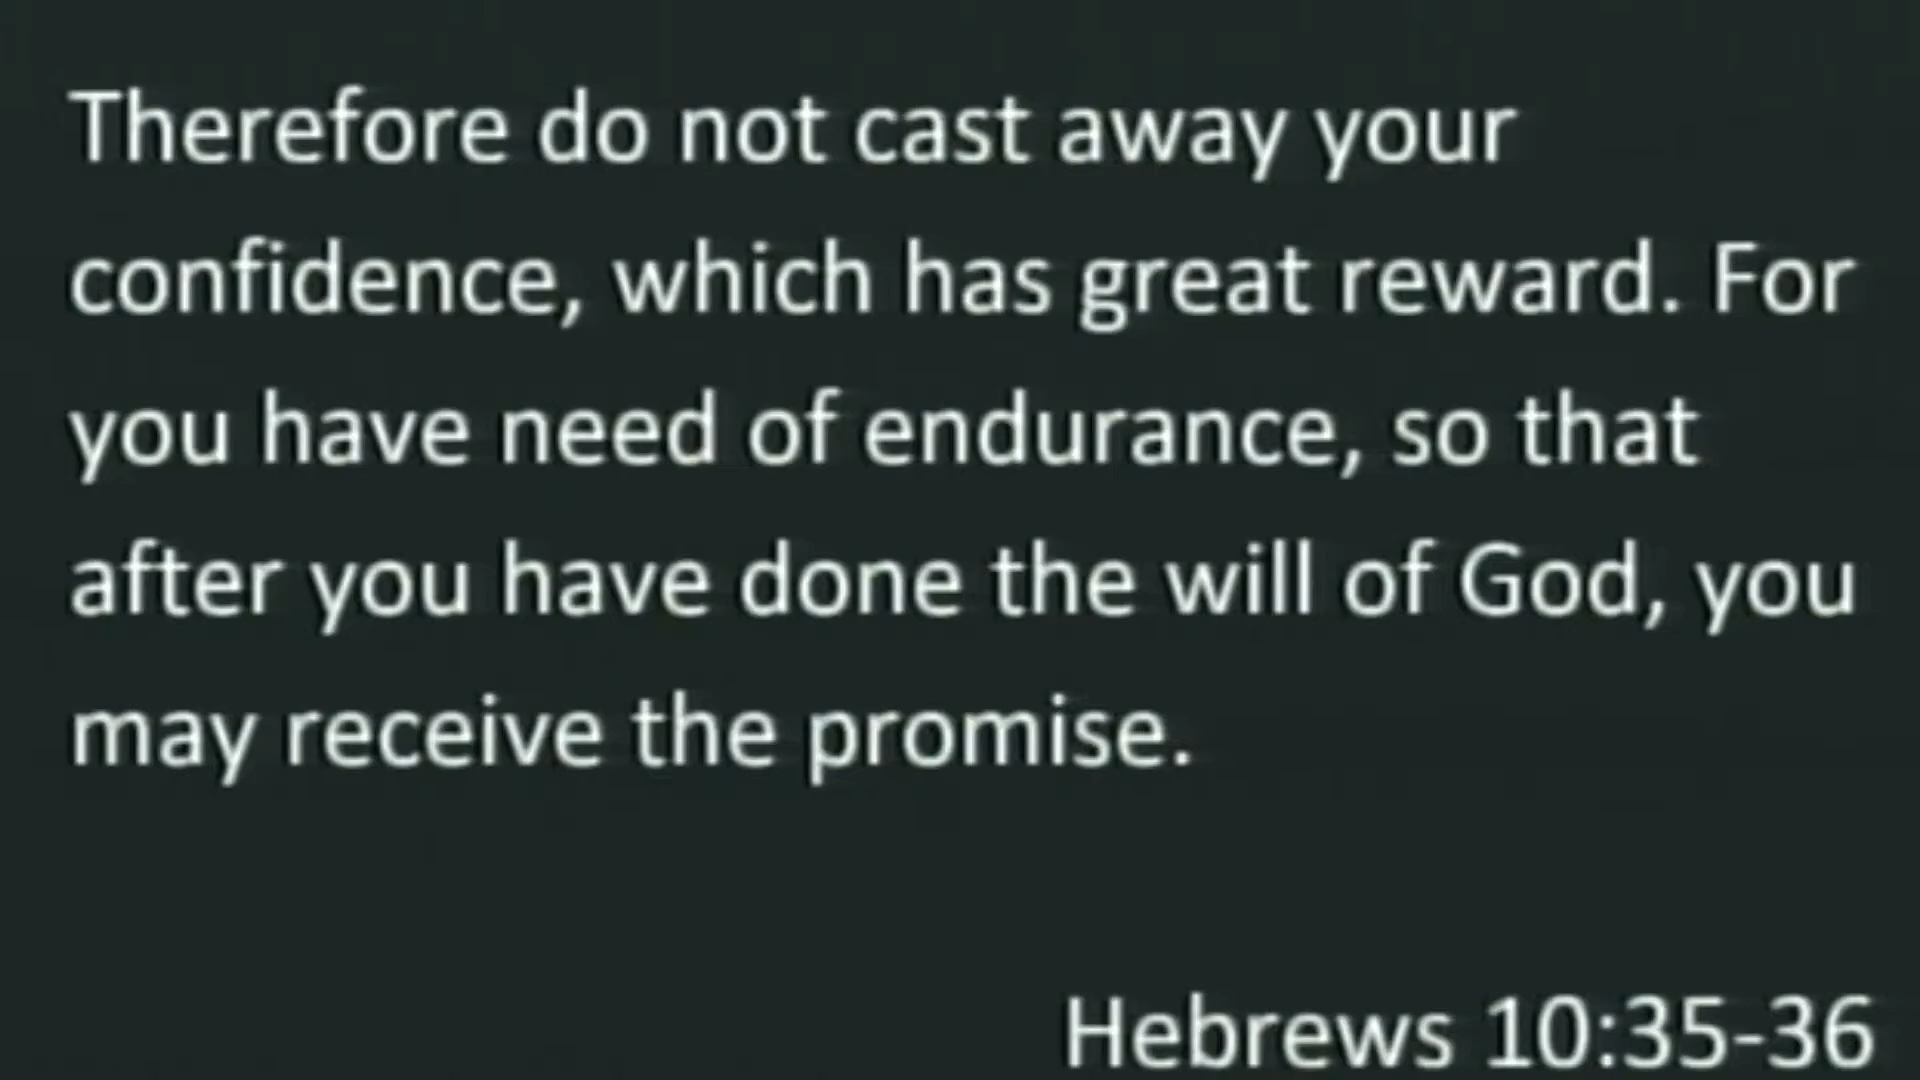 Therefore do not cast away your
confidence, which has great reward. For
you have need of endurance, so that
after you have done the will of God, you
may receive the promise.
Hebrews 10:35-36